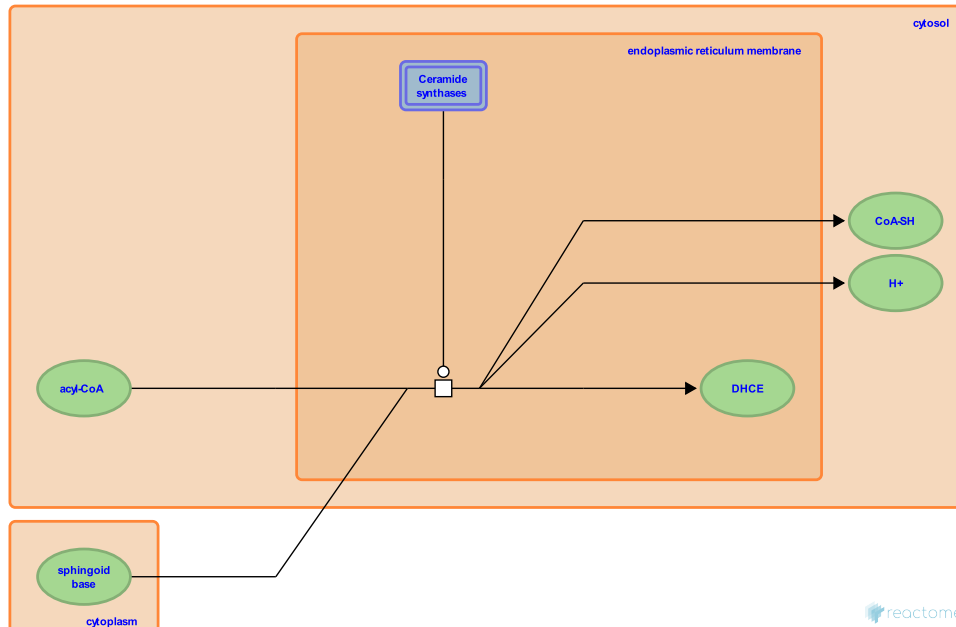 cytosol
endoplasmic reticulum membrane
Ceramide
synthases
CoA-SH
H+
acyl-CoA
DHCE
sphingoid
base
cytoplasm
reactome